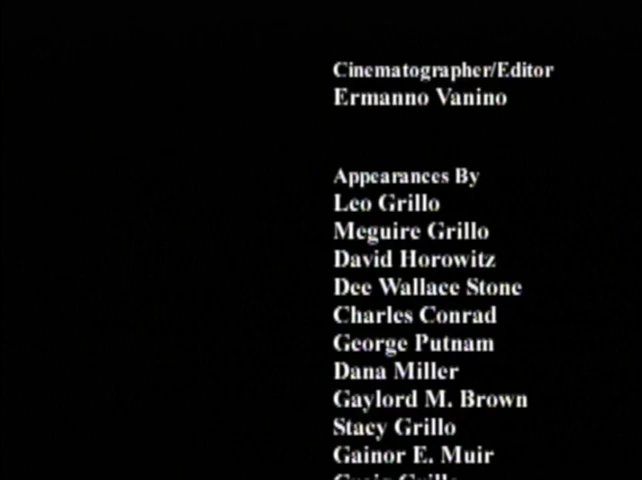 Cinematographer/Editor
Ermanno Vanino
Appearances By
Leo Grillo
Meguire Grillo
David Horowitz
Dee Wallace Stone
Charles Conrad
George Putnam
Dana Miller
Gaylord M. Brown
Stacy Grillo
Gainor E. Muir